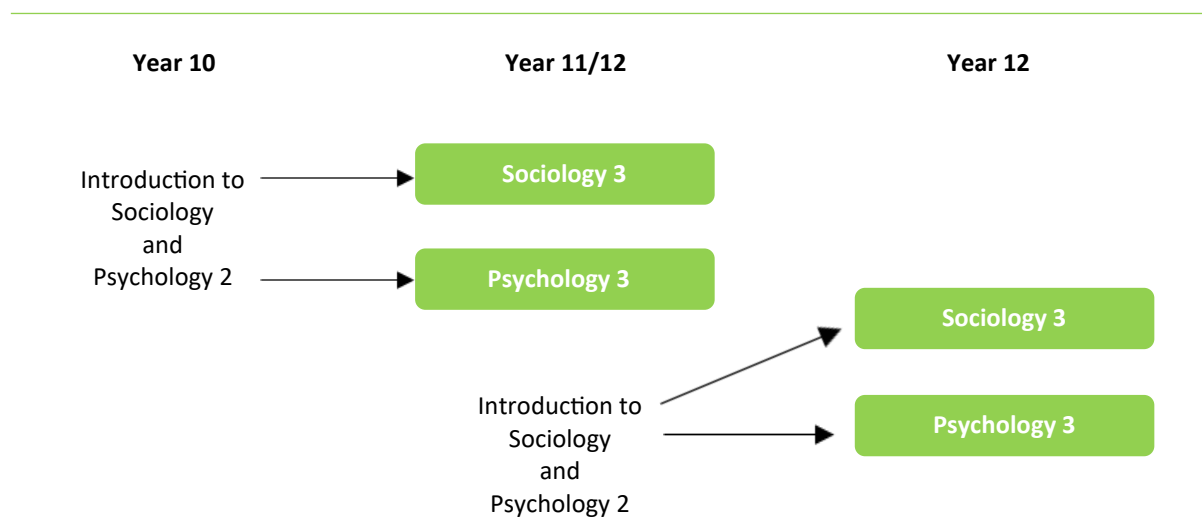 Year 10
Year 11/12
Year 12
Introduction to
Sociology
and
Psychology 2
Sociology 3
Psychology 3
Introduction to
Sociology
and
Psychology 2
Sociology 3
Psychology 3